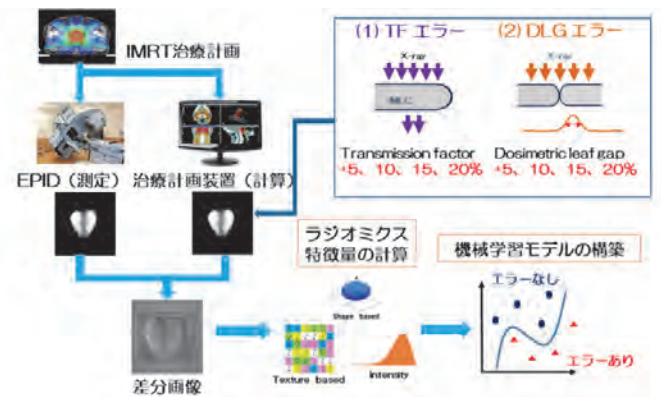 IMRT治療計画
(1) TF エラー
(2) DLG エラー
X-ray
X-ray
MLC
EPID（測定）
治療計画装置（計算）
Transmission factor
+5、10、15、20%
Dosimetric leaf gap
+5、10、15、20%
ラジオミクス
特徴量の計算
機械学習モデルの構築
Shape based
エラーなし
Texture based
Intensity
エラーあり
差分画像